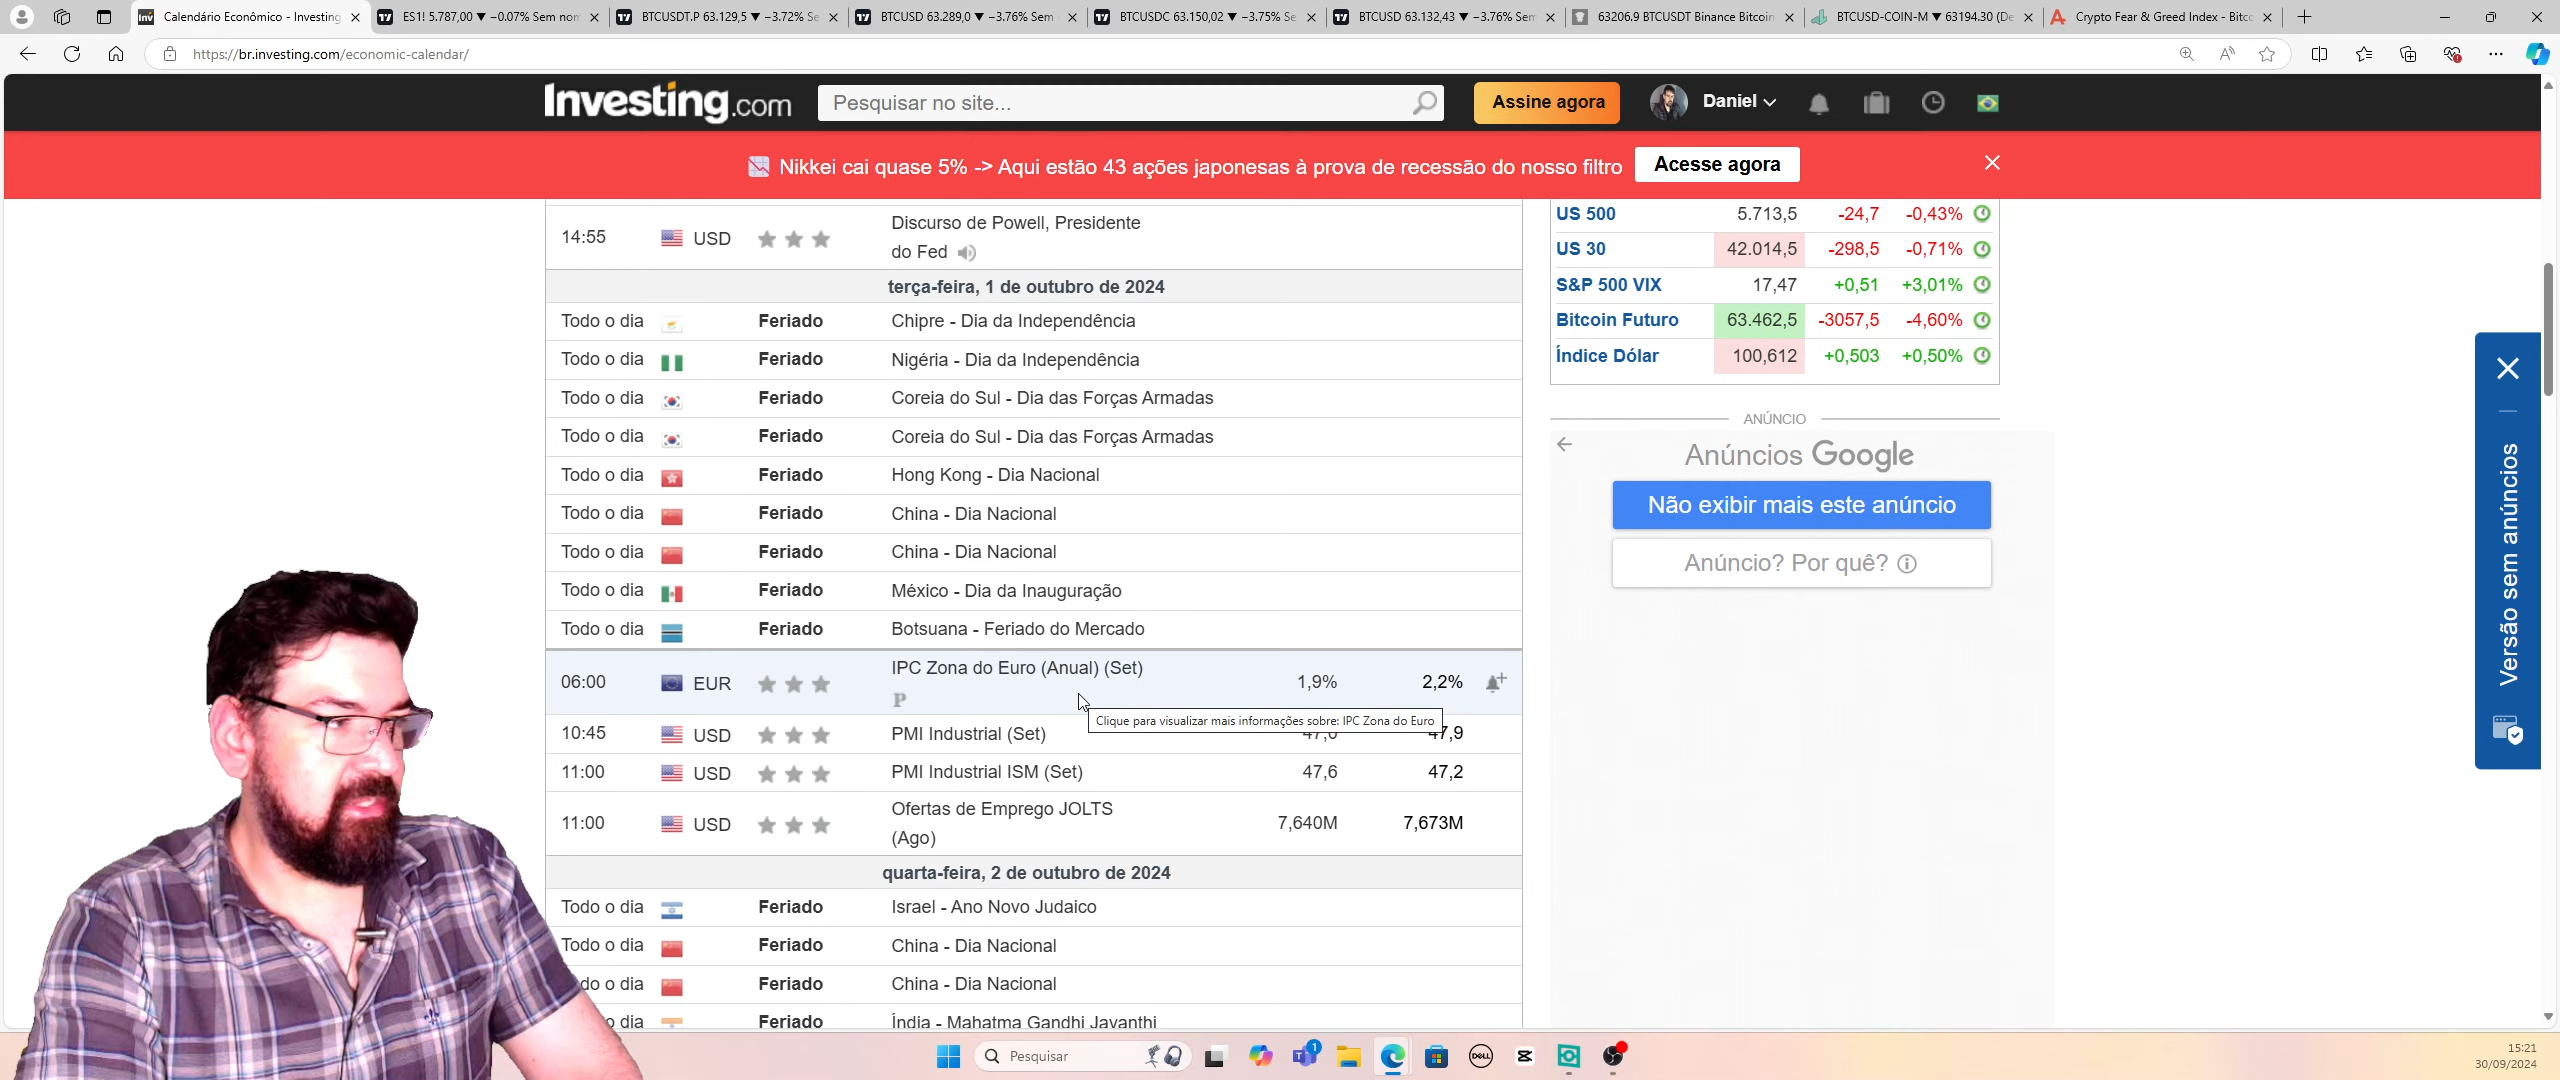 Calendário Econômico - Investing
ES1! 5.787,00 ▼ −0.07% Sem nom
BTCUSDT.P 63.129,5 ▼ −3.72% Se
BTCUSD 63.289,0 ▼ −3.76% Sem
BTCUSDC 63.150,02 ▼ −3.75% Se
BTCUSD 63.132,43 ▼ −3.76% Sem
63206.9 BTCUSDT Binance Bitcoin
BTCUSD-COIN-M ▼ 63194.30 (De
Crypto Fear & Greed Index - Bitc
https://br.investing.com/economic-calendar/
Investing.com
Pesquisar no site...
Assine agora
Daniel
Nikkei cai quase 5% -> Aqui estão 43 ações japonesas à prova de recessão do nosso filtro
Acesse agora
14:55 USD Discurso de Powell, Presidente
do Fed
terça-feira, 1 de outubro de 2024
Todo o dia Feriado Chipre - Dia da Independência
Todo o dia Feriado Nigéria - Dia da Independência
Todo o dia Feriado Coreia do Sul - Dia das Forças Armadas
Todo o dia Feriado Coreia do Sul - Dia das Forças Armadas
Todo o dia Feriado Hong Kong - Dia Nacional
Todo o dia Feriado China - Dia Nacional
Todo o dia Feriado China - Dia Nacional
Todo o dia Feriado México - Dia da Inauguração
Todo o dia Feriado Botsuana - Feriado do Mercado
06:00 EUR IPC Zona do Euro (Anual) (Set) 1,9% 2,2%
P
Clique para visualizar mais informações sobre: IPC Zona do Euro
10:45 USD PMI Industrial (Set) 47,0 47,9
11:00 USD PMI Industrial ISM (Set) 47,6 47,2
11:00 USD Ofertas de Emprego JOLTS 7,640M 7,673M
(Ago)
quarta-feira, 2 de outubro de 2024
Todo o dia Feriado Israel - Ano Novo Judaico
Todo o dia Feriado China - Dia Nacional
do o dia Feriado China - Dia Nacional
o dia Feriado Índia - Mahatma Gandhi Jayanthi
US 500 5.713,5 -24,7 -0,43%
US 30 42.014,5 -298,5 -0,71%
S&P 500 VIX 17,47 +0,51 +3,01%
Bitcoin Futuro 63.462,5 -3057,5 -4,60%
Índice Dólar 100,612 +0,503 +0,50%
ANÚNCIO
Anúncios Google
Não exibir mais este anúncio
Anúncio? Por quê?
Versão sem anúncios
Pesquisar
1
DELL
15:21
30/09/2024